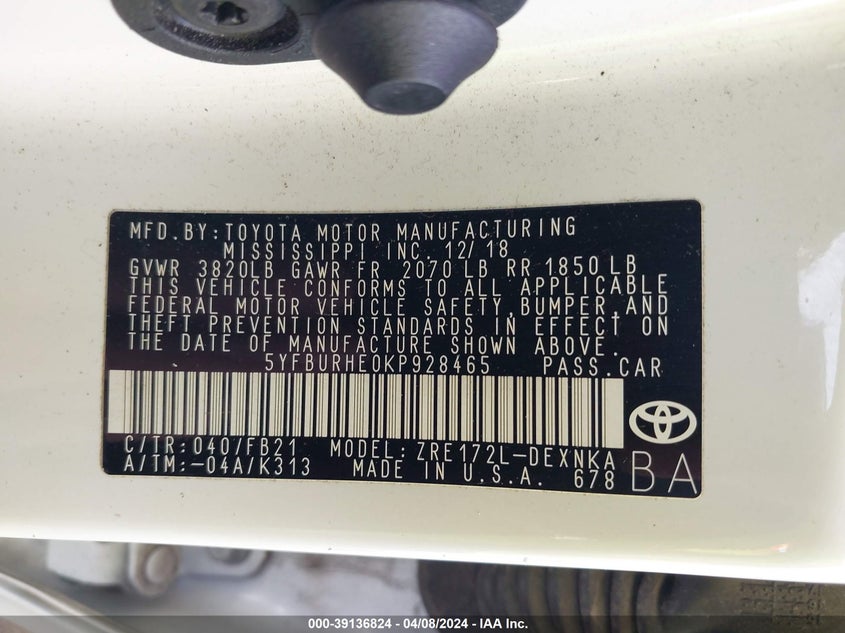 MFD.BY:TOYOTA MOTOR MANUFACTURING
MISSISSIPPI INC. 12/18
GVWR 3820LB GAWR FR 2070LB RR 1850LB
THIS VEHICLE CONFORMS TO ALL APPLICABLE
FEDERAL MOTOR VEHICLE SAFETY,BUMPER,AND
THEFT PREVENTION STANDARDS IN EFFECT ON
THE DATE OF MANUFACTURE SHOWN ABOVE.
5YFBURHE0KP928465 PASS.CAR
C/TR:040/FB21 MODEL:ZRE172L-DEXNKA
A/TM:-04A/K313 MADE IN U.S.A. 678
BA
000-39136824 - 04/08/2024 - IAA Inc.